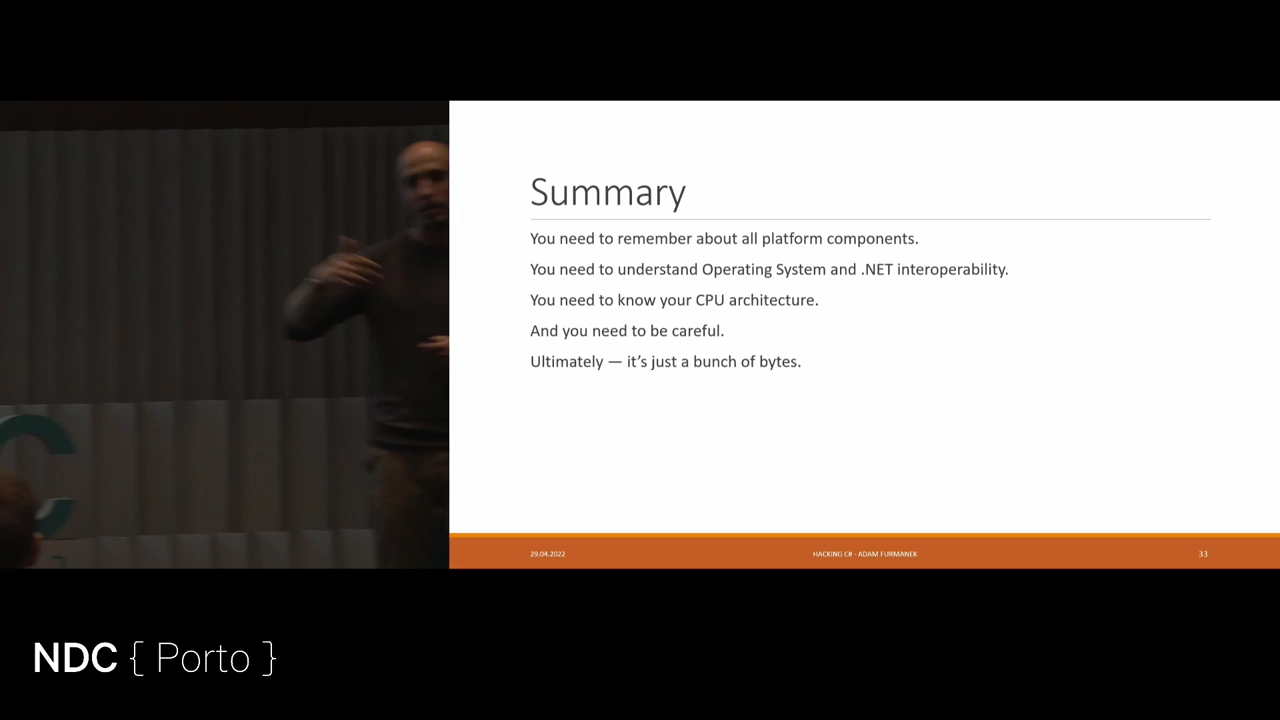 Summary
You need to remember about all platform components.
You need to understand Operating System and .NET interoperability.
You need to know your CPU architecture.
And you need to be careful.
Ultimately — it’s just a bunch of bytes.
29.04.2022
HACKING C# - ADAM FURMANEK
33
NDC { Porto }